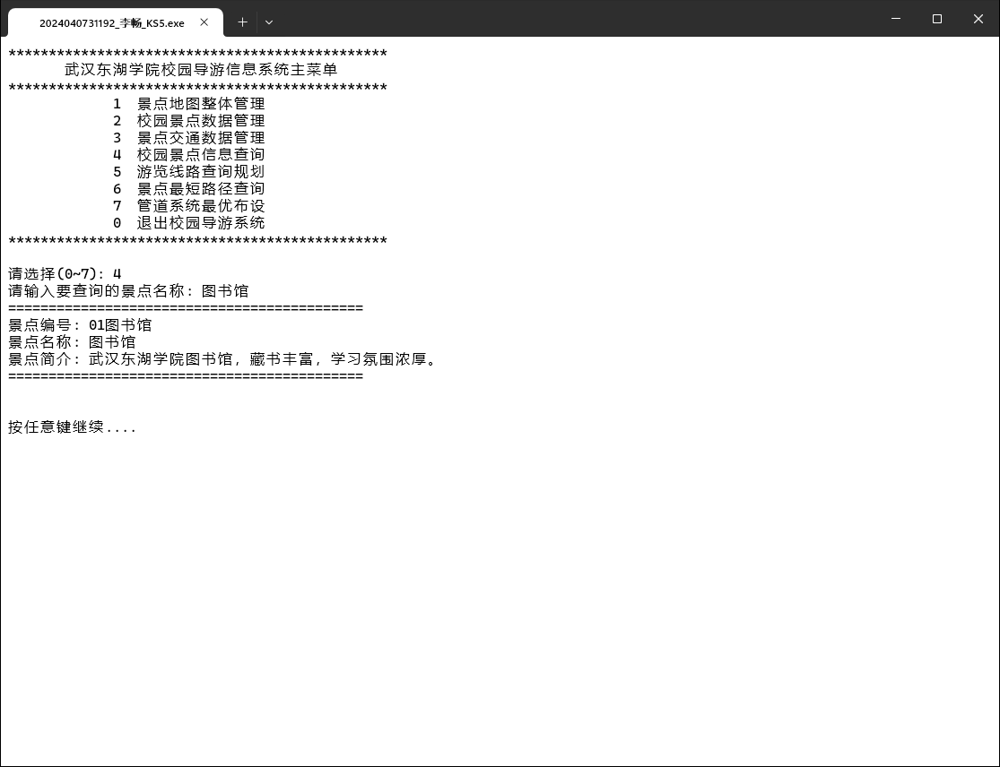 2024040731192_李畅_KS5.exe
***********************************************
武汉东湖学院校园导游信息系统主菜单
***********************************************
1 景点地图整体管理
2 校园景点数据管理
3 景点交通数据管理
4 校园景点信息查询
5 游览线路查询规划
6 景点最短路径查询
7 管道系统最优布设
0 退出校园导游系统
***********************************************
请选择(0~7): 4
请输入要查询的景点名称: 图书馆
============================================
景点编号: 01图书馆
景点名称: 图书馆
景点简介: 武汉东湖学院图书馆，藏书丰富，学习氛围浓厚。
============================================
按任意键继续....